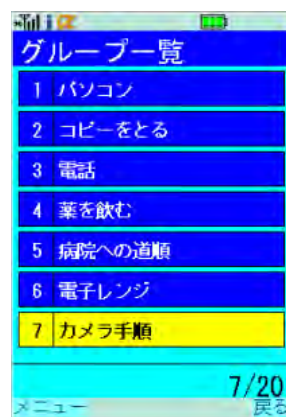 グループ一覧
1 パソコン
2 コピーをとる
3 電話
4 薬を飲む
5 病院への道順
6 電子レンジ
7 カメラ手順
7/20
メニュー 戻る